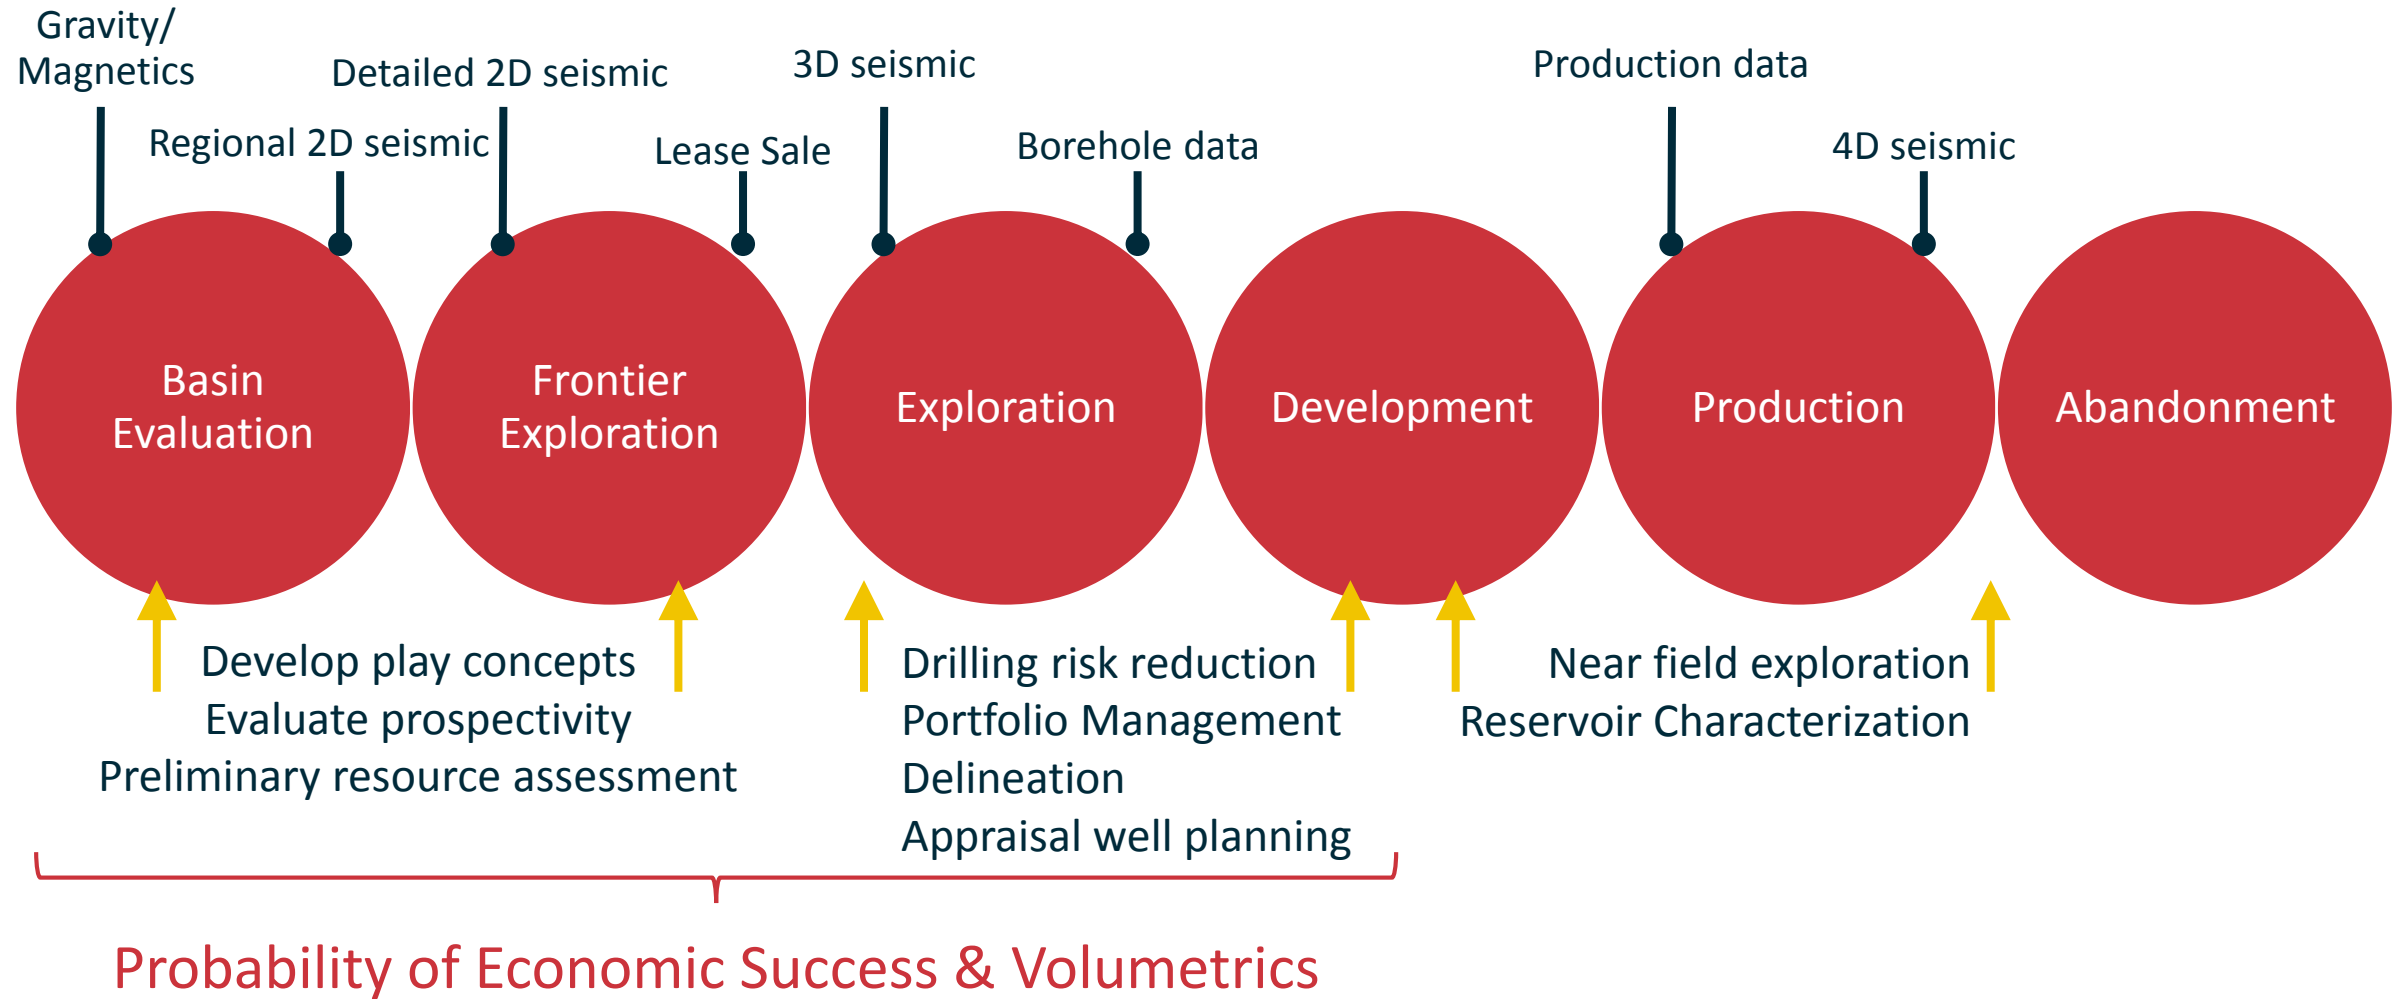 Gravity/
Magnetics
Regional 2D seismic
Detailed 2D seismic
Lease Sale
3D seismic
Borehole data
Production data
4D seismic
Basin
Evaluation
Frontier
Exploration
Exploration
Development
Production
Abandonment
Develop play concepts
Evaluate prospectivity
Preliminary resource assessment
Drilling risk reduction
Portfolio Management
Delineation
Appraisal well planning
Near field exploration
Reservoir Characterization
Probability of Economic Success & Volumetrics